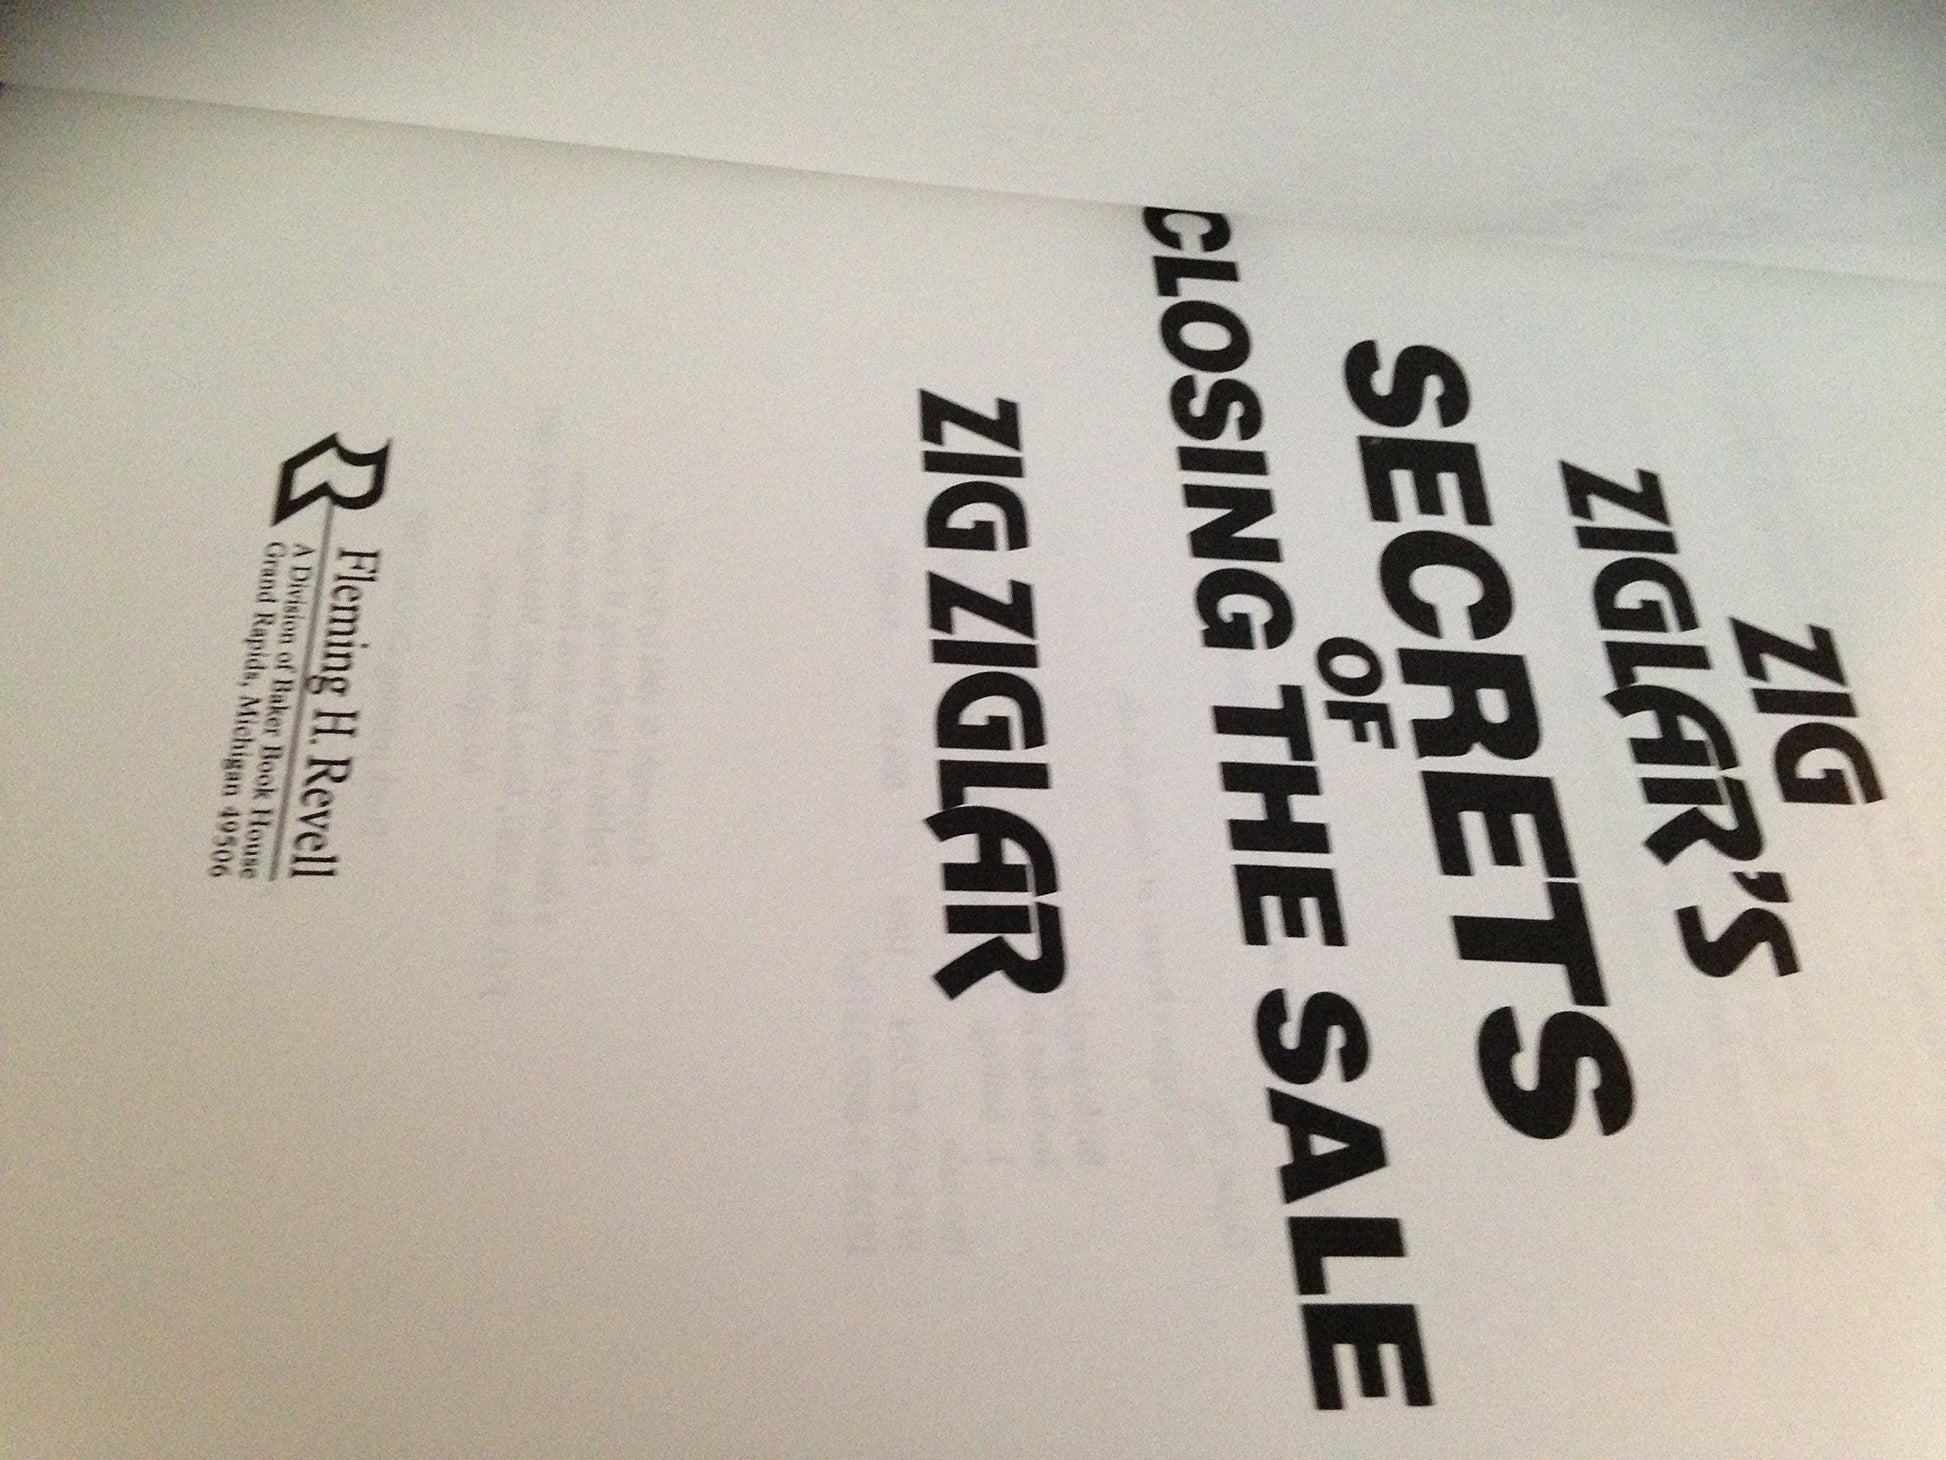 ZIG
ZIGLAR'S
SECRETS
OF
CLOSING THE SALE
ZIG ZIGLAR
Fleming H. Revell
A Division of Baker Book House
Grand Rapids, Michigan 49506